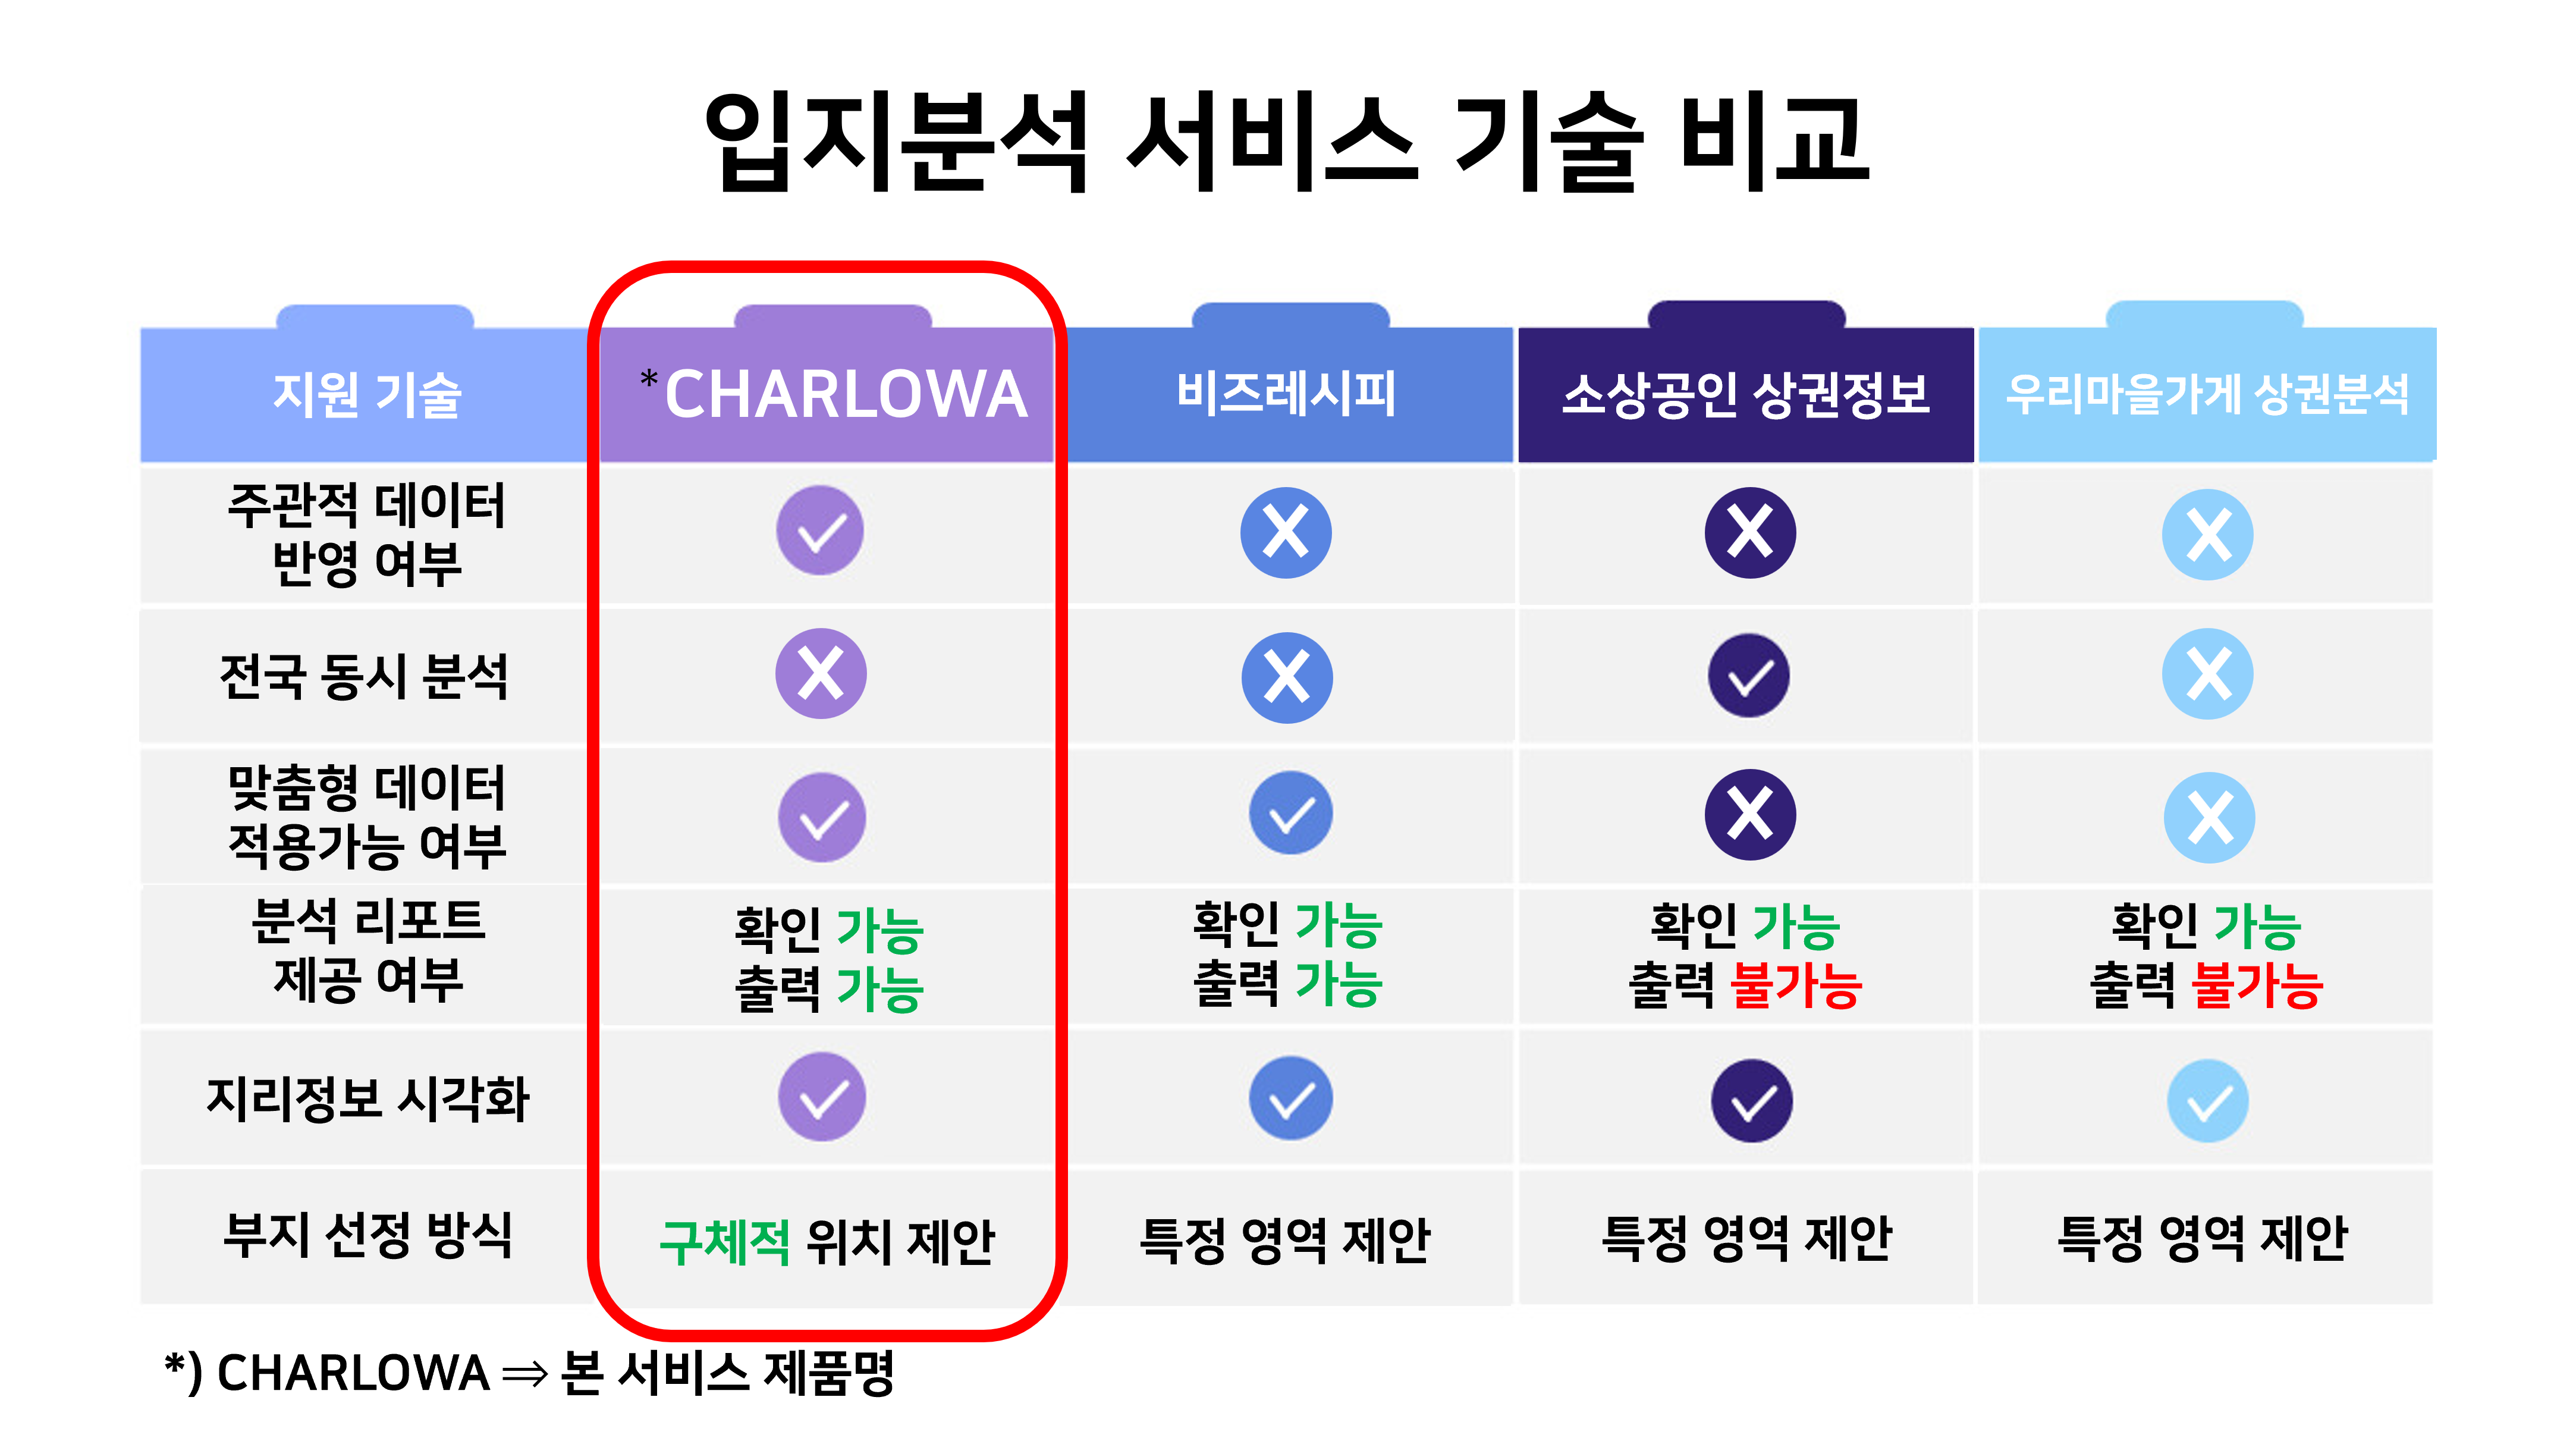 입지분석 서비스 기술 비교
지원 기술
*CHARLOWA
비즈레시피
소상공인 상권정보
우리마을가게 상권분석
주관적 데이터
반영 여부
전국 동시 분석
맞춤형 데이터
적용가능 여부
분석 리포트
제공 여부
확인 가능
출력 가능
확인 가능
출력 가능
확인 가능
출력 불가능
확인 가능
출력 불가능
지리정보 시각화
부지 선정 방식
구체적 위치 제안
특정 영역 제안
특정 영역 제안
특정 영역 제안
*) CHARLOWA ⇒ 본 서비스 제품명